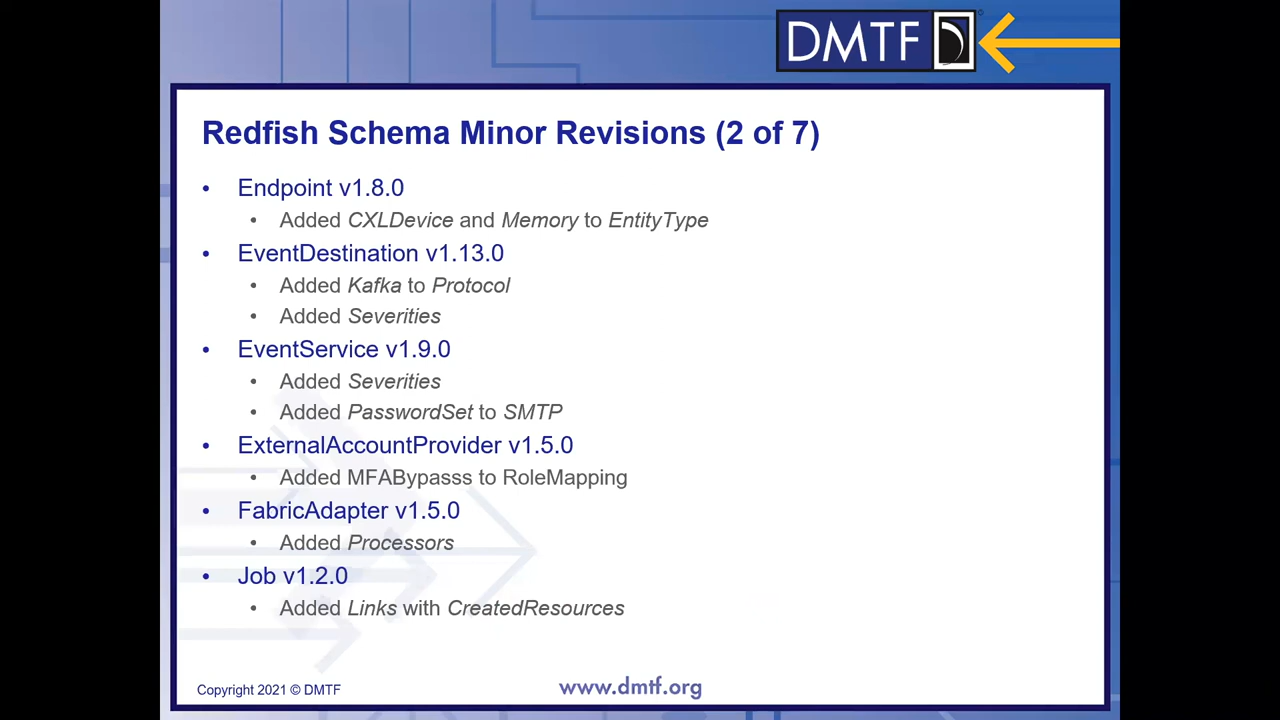 DMTF
©
Redfish Schema Minor Revisions (2 of 7)
• Endpoint v1.8.0
• Added CXLDevice and Memory to EntityType
• EventDestination v1.13.0
• Added Kafka to Protocol
• Added Severities
• EventService v1.9.0
• Added Severities
• Added PasswordSet to SMTP
• ExternalAccountProvider v1.5.0
• Added MFABypasss to RoleMapping
• FabricAdapter v1.5.0
• Added Processors
• Job v1.2.0
• Added Links with CreatedResources
Copyright 2021 © DMTF
www.dmtf.org